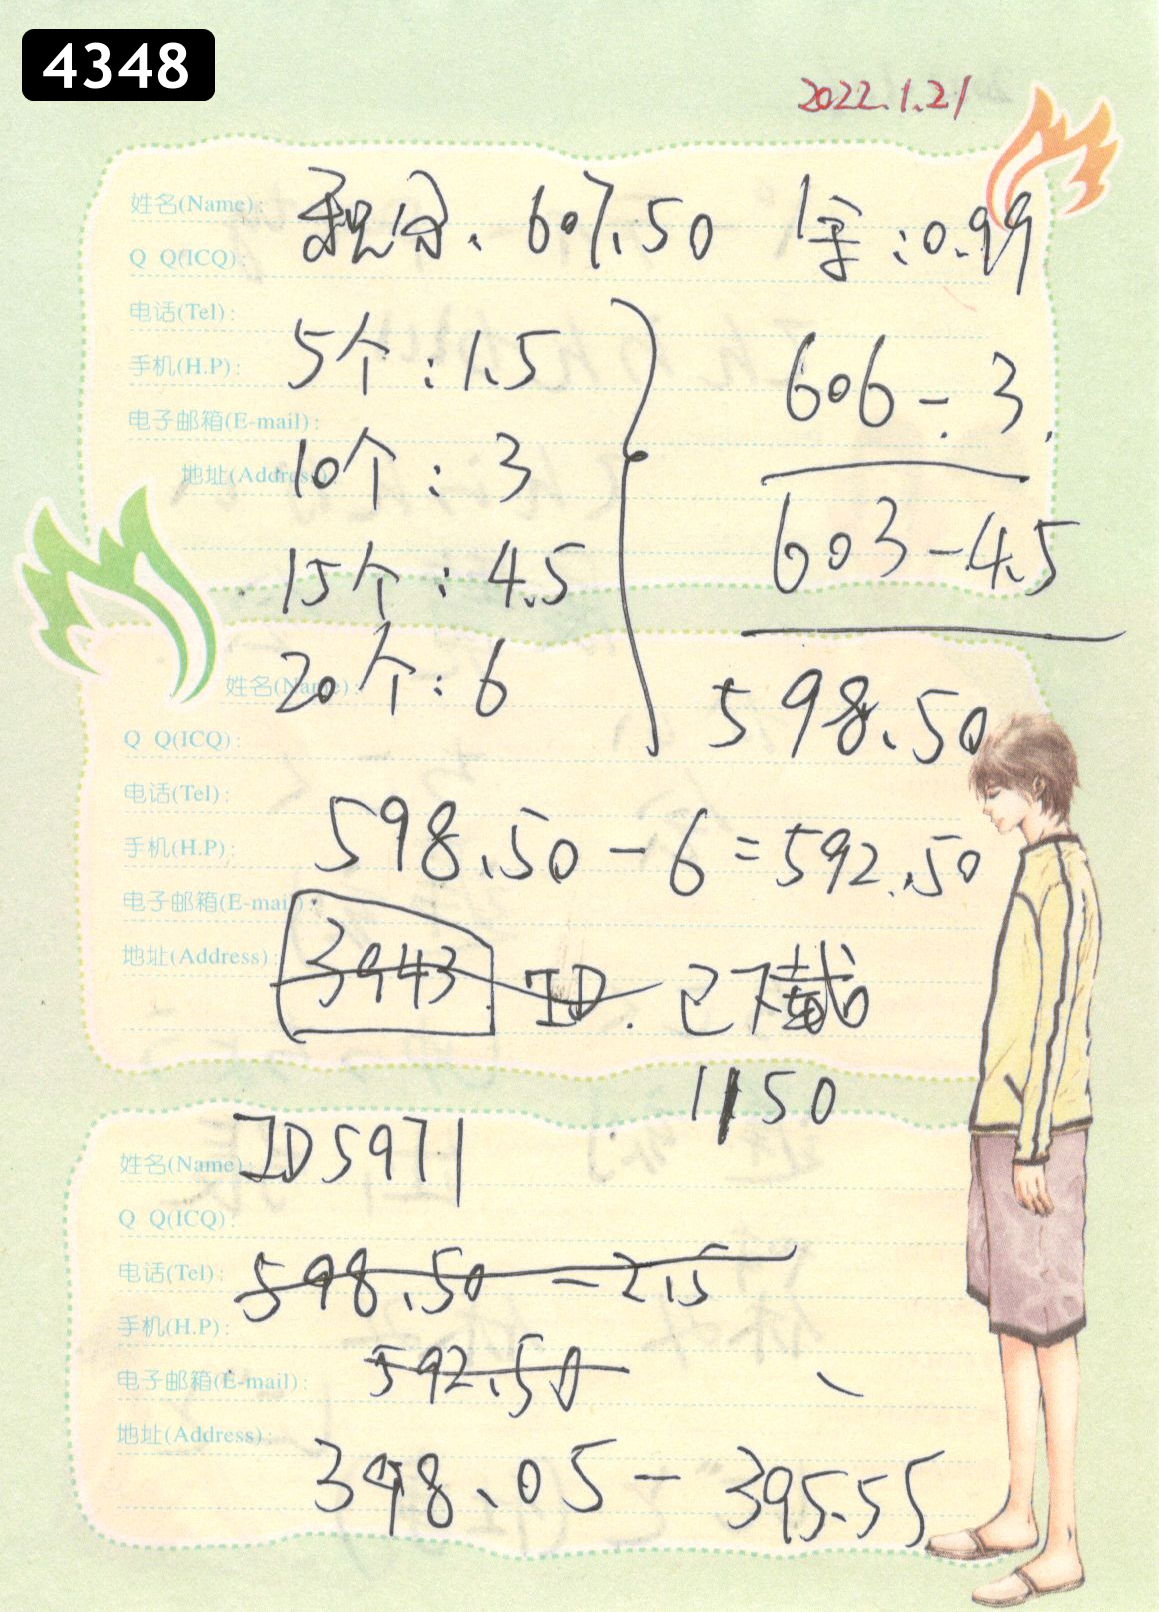 4348
2022.1.21
姓名(Name):
积分、607.50 1字:0.99
Q Q(ICQ):
电话(Tel):
5个:1.5
手机(H.P):
606-3
电子邮箱(E-mail):
地址(Address)
10个:3
603-4.5
15个:4.5
姓名(Name):
20个:6
598.50
Q Q(ICQ):
电话(Tel):
手机(H.P):
598.50-6=592.50
电子邮箱(E-mail):
地址(Address):
3943 ID. 已下载
1150
姓名(Name):
ID5971
Q Q(ICQ):
电话(Tel):
598.50 -2.5
手机(H.P):
电子邮箱(E-mail):
592.50
地址(Address):
398.05-395.55